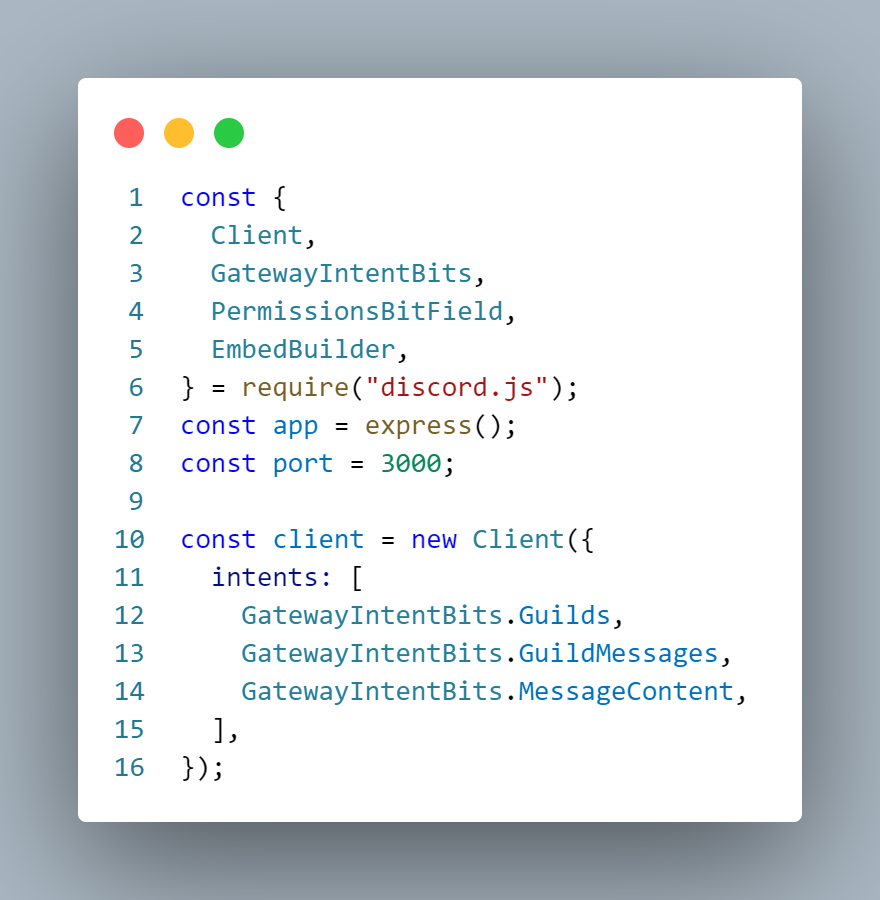 1 const {
2   Client,
3   GatewayIntentBits,
4   PermissionsBitField,
5   EmbedBuilder,
6 } = require("discord.js");
7 const app = express();
8 const port = 3000;
9
10 const client = new Client({
11   intents: [
12     GatewayIntentBits.Guilds,
13     GatewayIntentBits.GuildMessages,
14     GatewayIntentBits.MessageContent,
15   ],
16 });